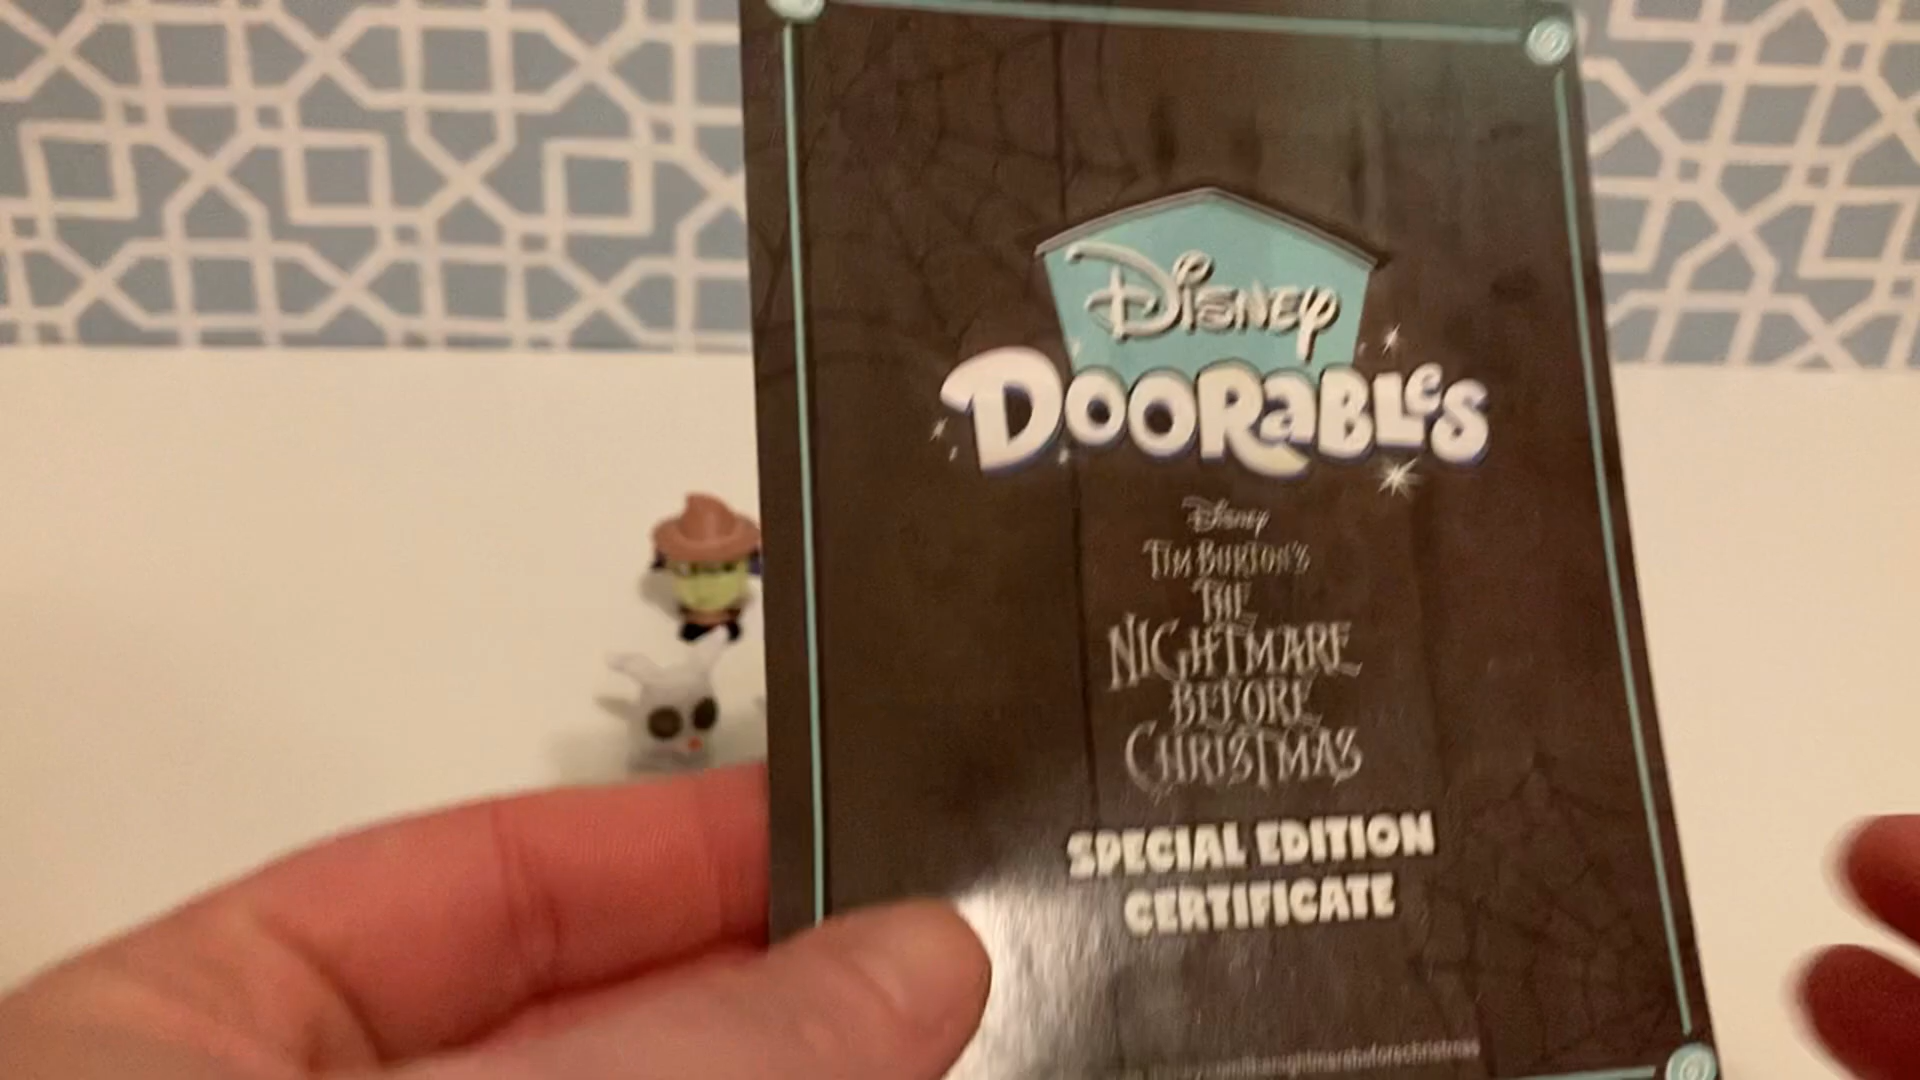 Disney
DOORABLES
Disney
TIM BURTON'S
THE
NIGHTMARE
BEFORE
CHRISTMAS
SPECIAL EDITION
CERTIFICATE